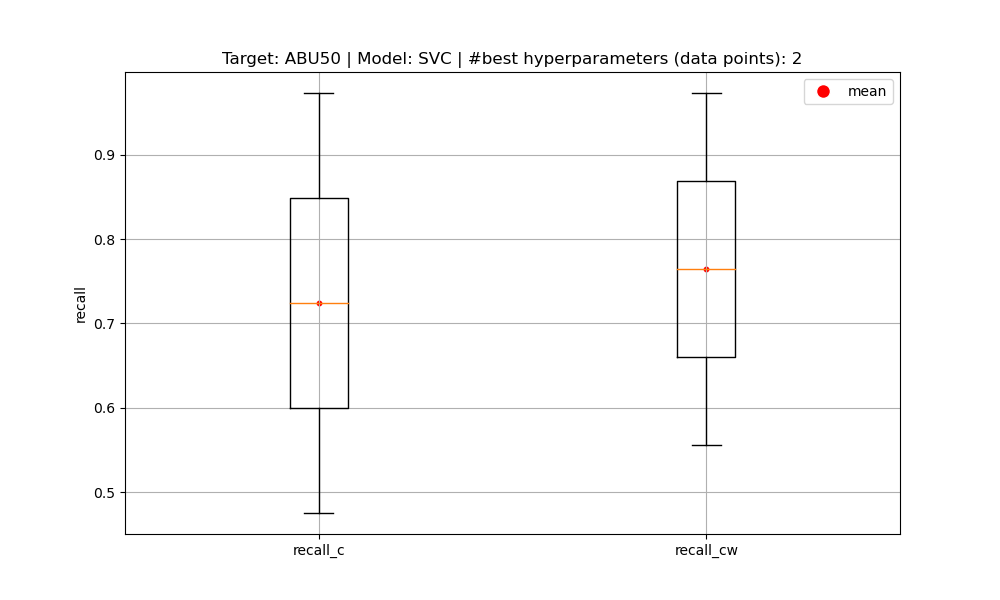 Target: ABU50 | Model: SVC | #best hyperparameters (data points): 2
mean
0.9
0.8
0.7
0.6
0.5
recall
recall_c
recall_cw